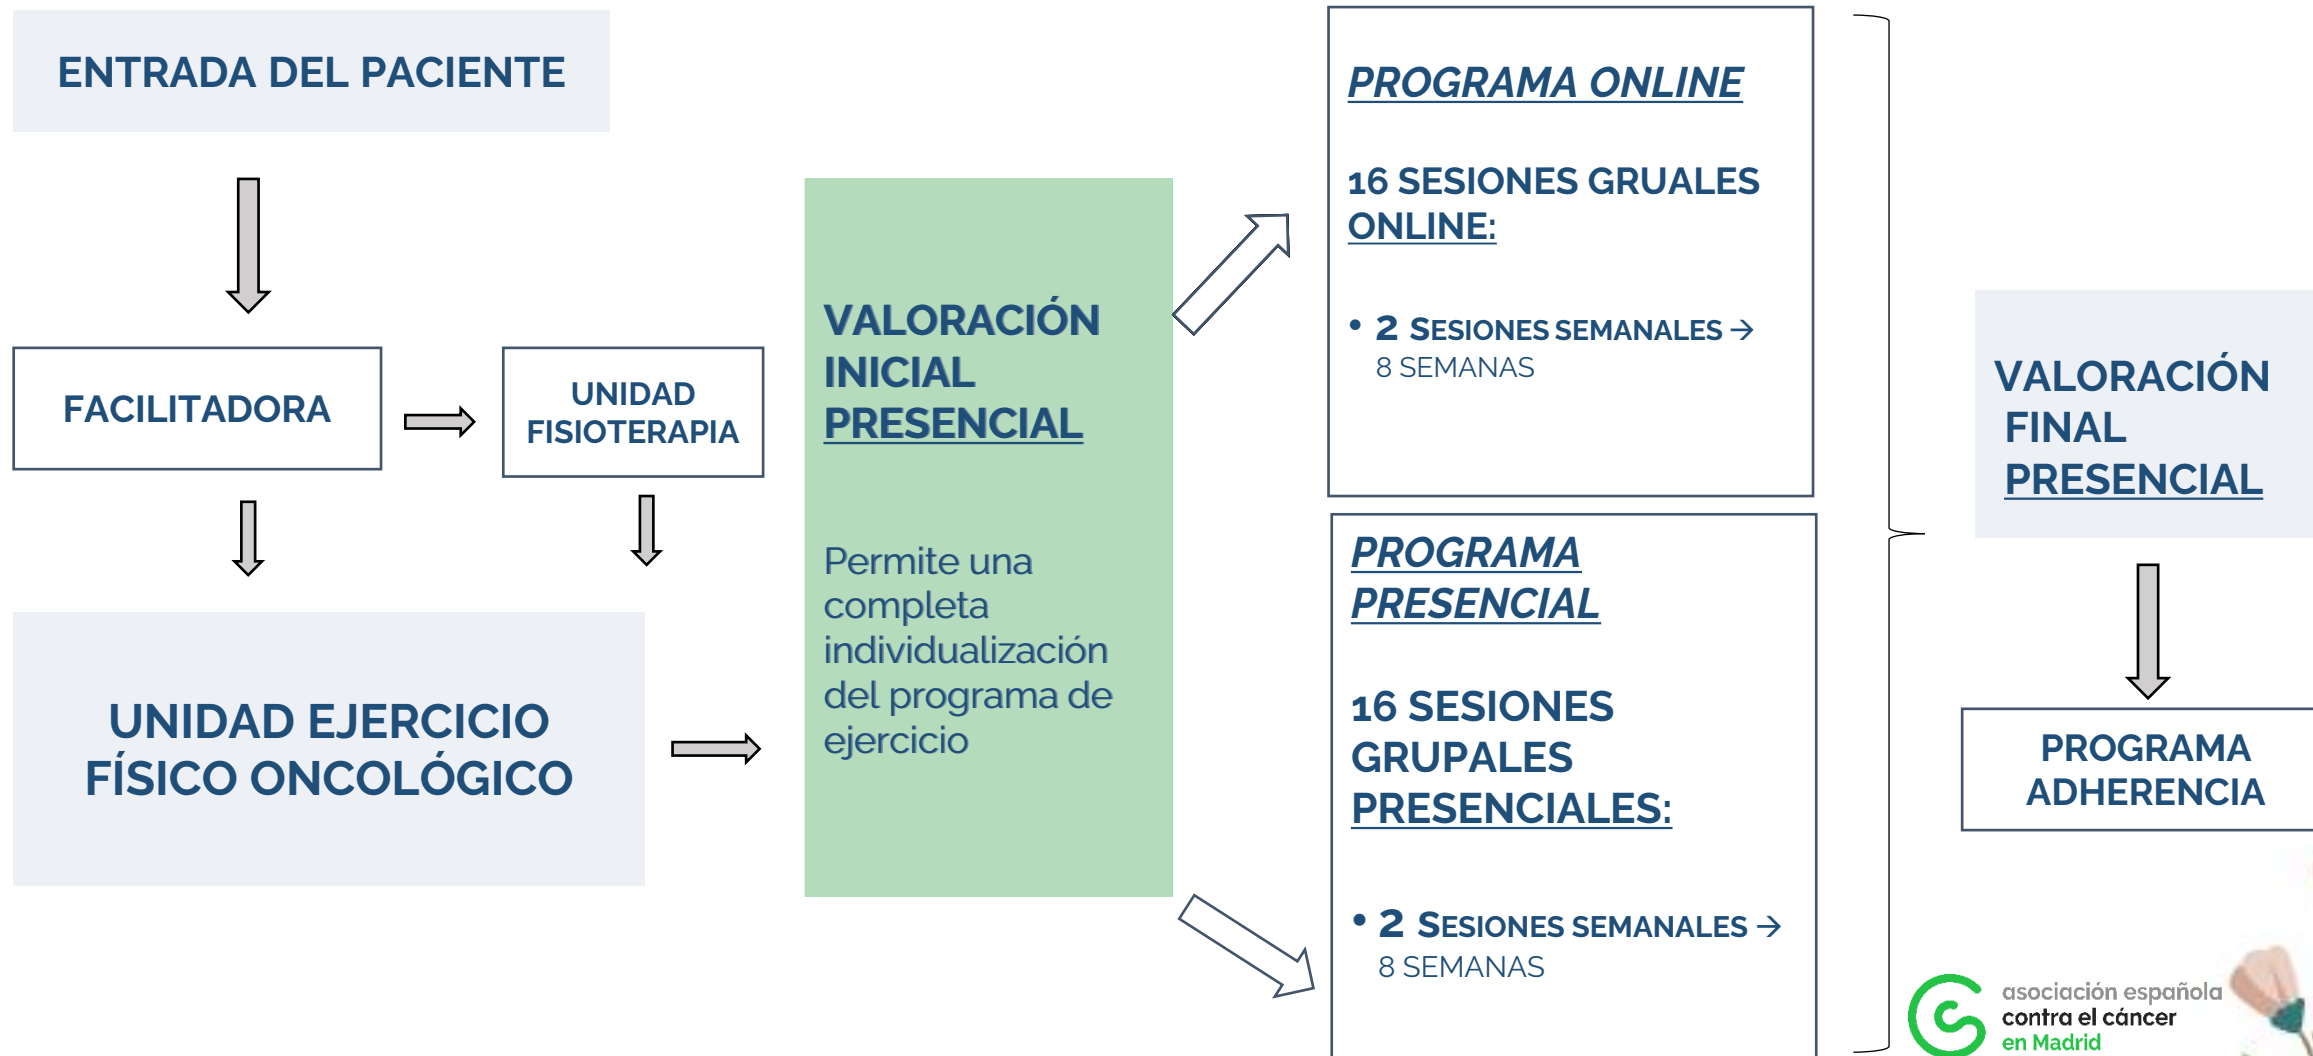 ENTRADA DEL PACIENTE
FACILITADORA
UNIDAD
FISIOTERAPIA
UNIDAD EJERCICIO
FÍSICO ONCOLÓGICO
VALORACIÓN
INICIAL
PRESENCIAL
Permite una
completa
individualización
del programa de
ejercicio
PROGRAMA ONLINE
16 SESIONES GRUALES
ONLINE:
• 2 SESIONES SEMANALES →
8 SEMANAS
PROGRAMA
PRESENCIAL
16 SESIONES
GRUPALES
PRESENCIALES:
• 2 SESIONES SEMANALES →
8 SEMANAS
VALORACIÓN
FINAL
PRESENCIAL
PROGRAMA
ADHERENCIA
asociación española
contra el cáncer
en Madrid